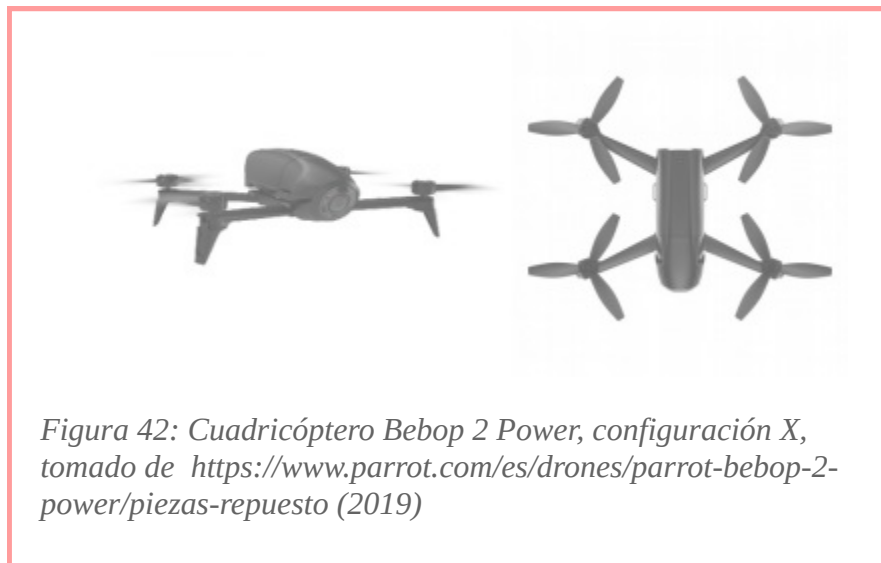 Figura 42: Cuadricóptero Bebop 2 Power, configuración X,
tomado de  https://www.parrot.com/es/drones/parrot-bebop-2-
power/piezas-repuesto (2019)